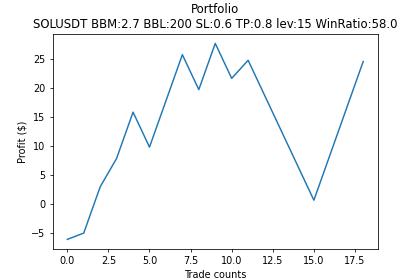 Portfolio
SOLUSDT BBM:2.7 BBL:200 SL:0.6 TP:0.8 lev:15 WinRatio:58.0
25
20
15
10
5
0
−5
Profit ($)
0.0 2.5 5.0 7.5 10.0 12.5 15.0 17.5
Trade counts